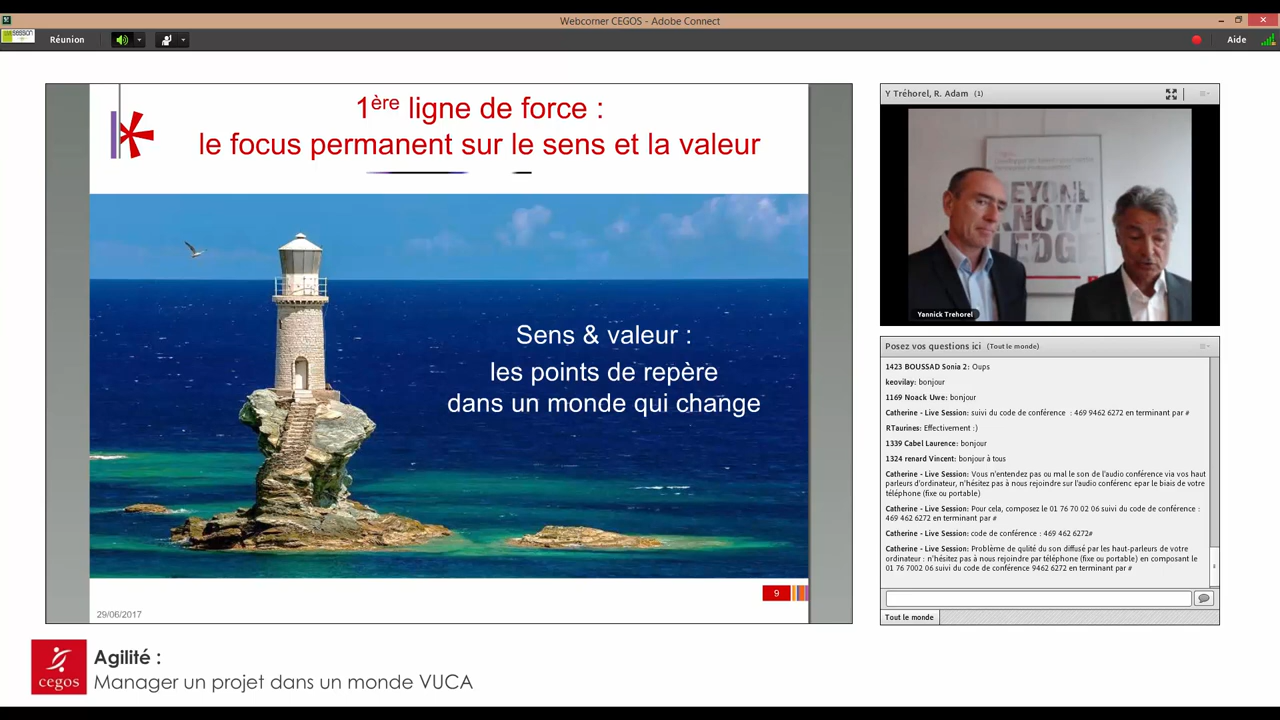 Webcorner CEGOS - Adobe Connect
Réunion
Aide
1ère ligne de force :
le focus permanent sur le sens et la valeur
Sens & valeur :
les points de repère
dans un monde qui change
9
29/06/2017
Y Tréhorel, R. Adam (1)
BEYOND
KNOW-
LEDGE
Yannick Trehorel
Posez vos questions ici (Tout le monde)
1423 BOUSSAD Sonia 2: Oups
keovilay: bonjour
1169 Noack Uwe: bonjour
Catherine - Live Session: suivi du code de conférence : 469 9462 6272 en terminant par #
RTaurines: Effectivement :)
1339 Cabel Laurence: bonjour
1324 renard Vincent: bonjour à tous
Catherine - Live Session: Vous n'entendez pas ou mal le son de l'audio conférence via vos haut
parleurs d'ordinateur, n'hésitez pas à nous rejoindre sur l'audio conférenc epar le biais de votre
téléphone (fixe ou portable)
Catherine - Live Session: Pour cela, composez le 01 76 70 02 06 suivi du code de conférence :
469 462 6272 en terminant par #
Catherine - Live Session: code de conférence : 469 462 6272#
Catherine - Live Session: Problème de qulité du son diffusé par les haut-parleurs de votre
ordinateur : n'hésitez pas à nous rejoindre par téléphone (fixe ou portable) en composant le
01 76 7002 06 suivi du code de conférence 9462 6272 en terminant par #
Tout le monde
cegos
Agilité :
Manager un projet dans un monde VUCA